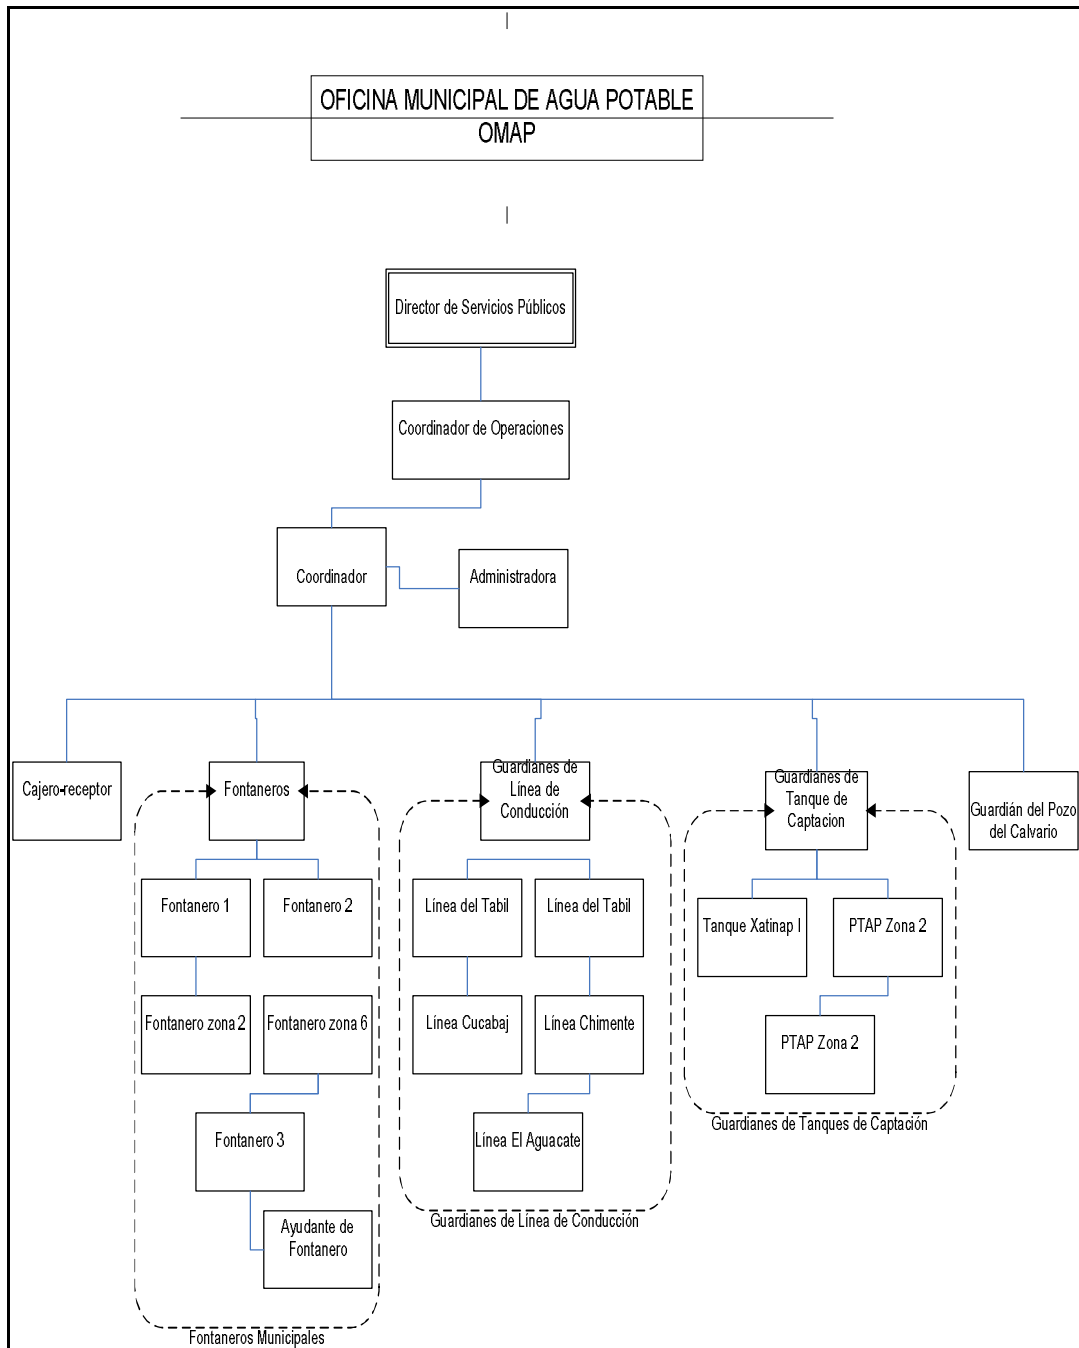 OFICINA MUNICIPAL DE AGUA POTABLE
OMAP
Director de Servicios Públicos
Coordinador de Operaciones
Coordinador
Administradora
Cajero-receptor
Fontaneros
Guardianes de
Línea de
Conducción
Guardianes de
Tanque de
Captacion
Guardián del Pozo
del Calvario
Fontanero 1
Fontanero 2
Línea del Tabil
Línea del Tabil
Tanque Xatinap I
PTAP Zona 2
Fontanero zona 2
Fontanero zona 6
Línea Cucabaj
Línea Chimente
PTAP Zona 2
Fontanero 3
Línea El Aguacate
Guardianes de Tanques de Captación
Ayudante de
Fontanero
Guardianes de Línea de Conducción
Fontaneros Municipales